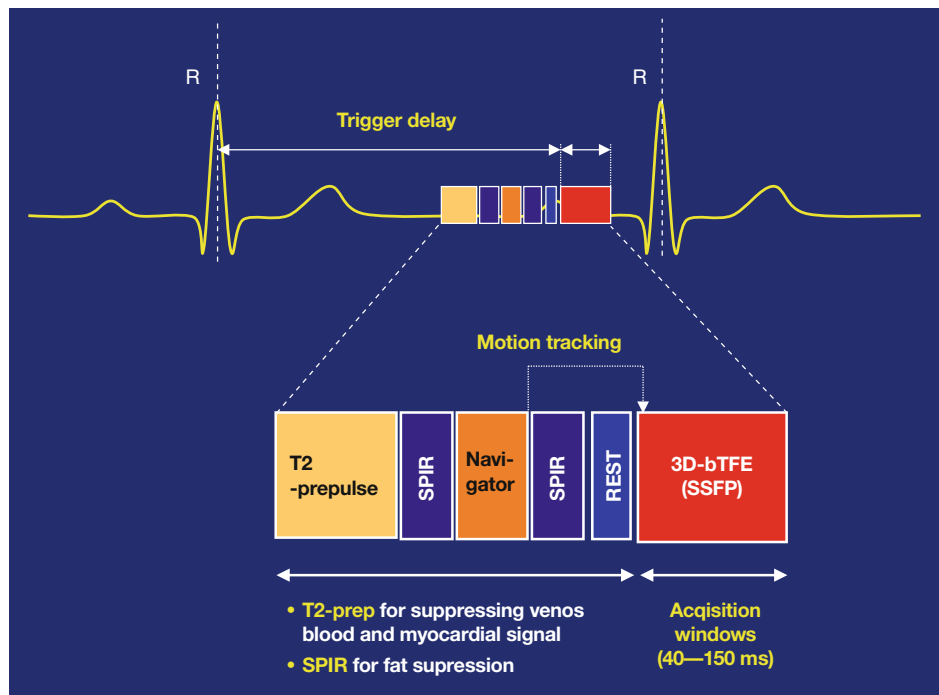 R
R
Trigger delay
Motion tracking
T2
-prepulse
SPIR
Navi-
gator
SPIR
REST
3D-bTFE
(SSFP)
• T2-prep for suppressing venos
blood and myocardial signal
• SPIR for fat supression
Acqisition
windows
(40—150 ms)